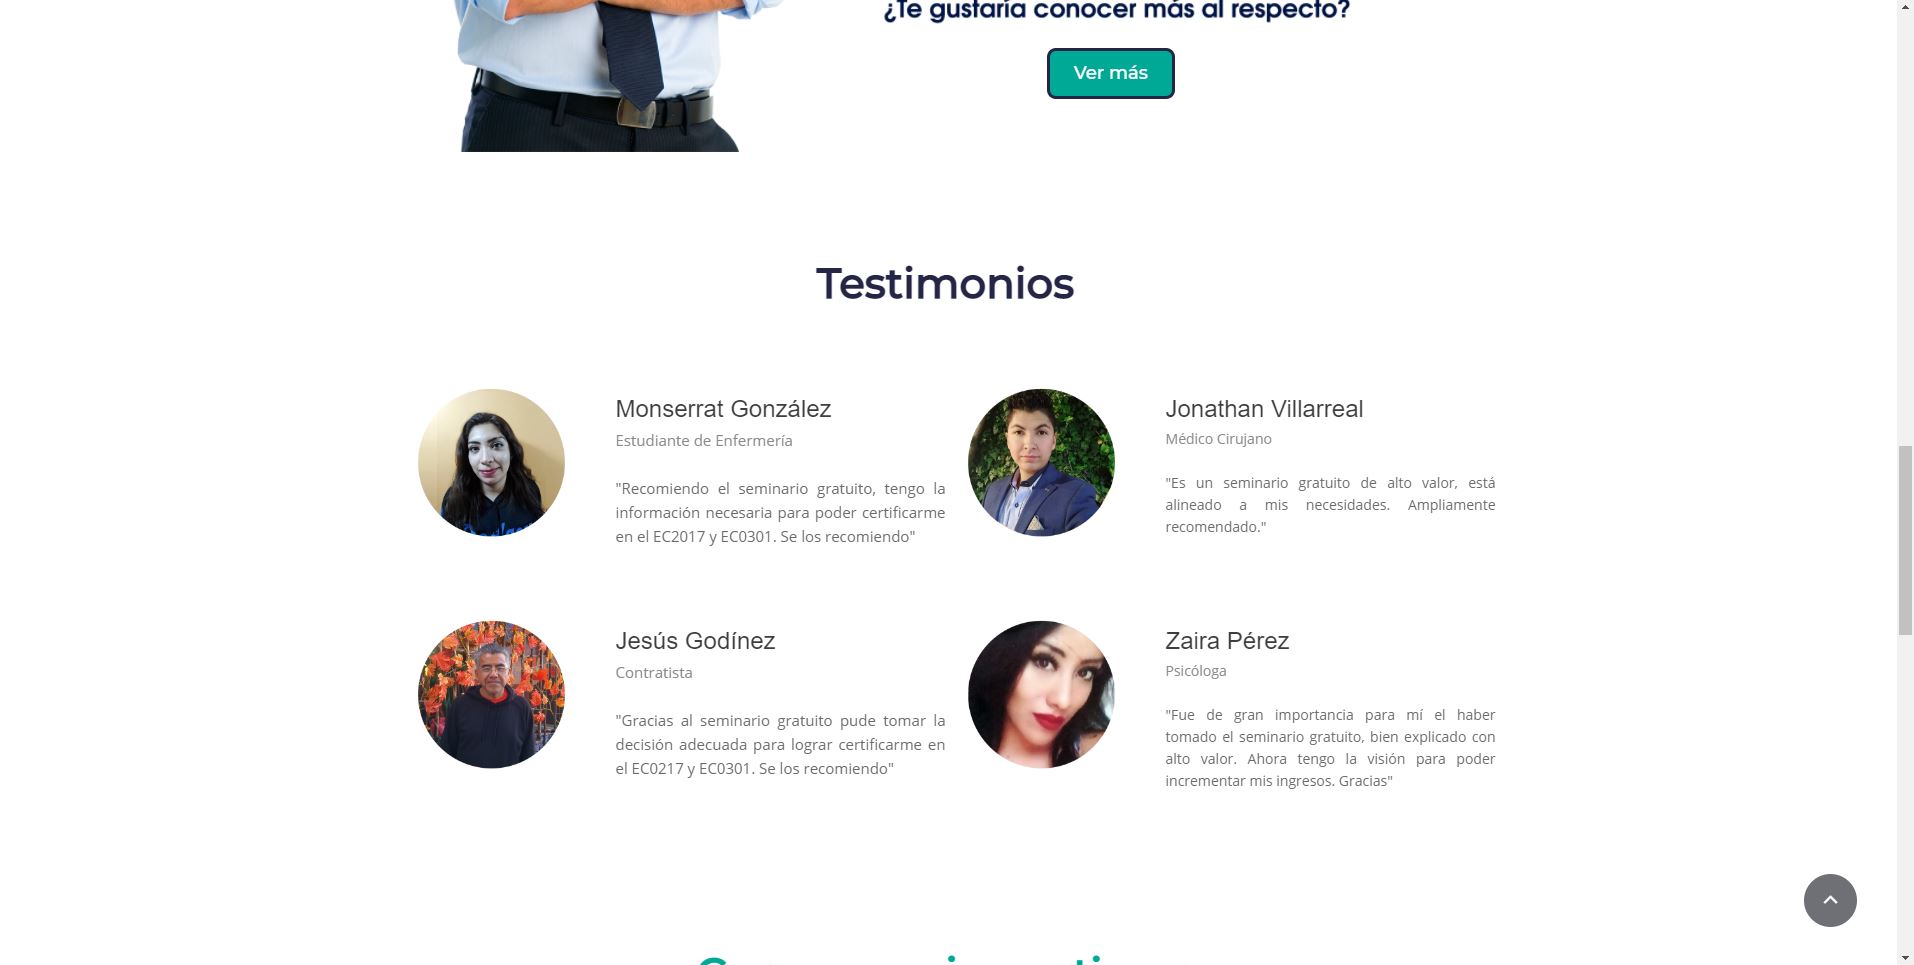 ¿Te gustaría conocer más al respecto?
Ver más
Testimonios
Monserrat González
Estudiante de Enfermería
"Recomiendo el seminario gratuito, tengo la
información necesaria para poder certificarme
en el EC2017 y EC0301. Se los recomiendo"
Jonathan Villarreal
Médico Cirujano
"Es un seminario gratuito de alto valor, está
alineado a mis necesidades. Ampliamente
recomendado."
Jesús Godínez
Contratista
"Gracias al seminario gratuito pude tomar la
decisión adecuada para lograr certificarme en
el EC0217 y EC0301. Se los recomiendo"
Zaira Pérez
Psicóloga
"Fue de gran importancia para mí el haber
tomado el seminario gratuito, bien explicado con
alto valor. Ahora tengo la visión para poder
incrementar mis ingresos. Gracias"